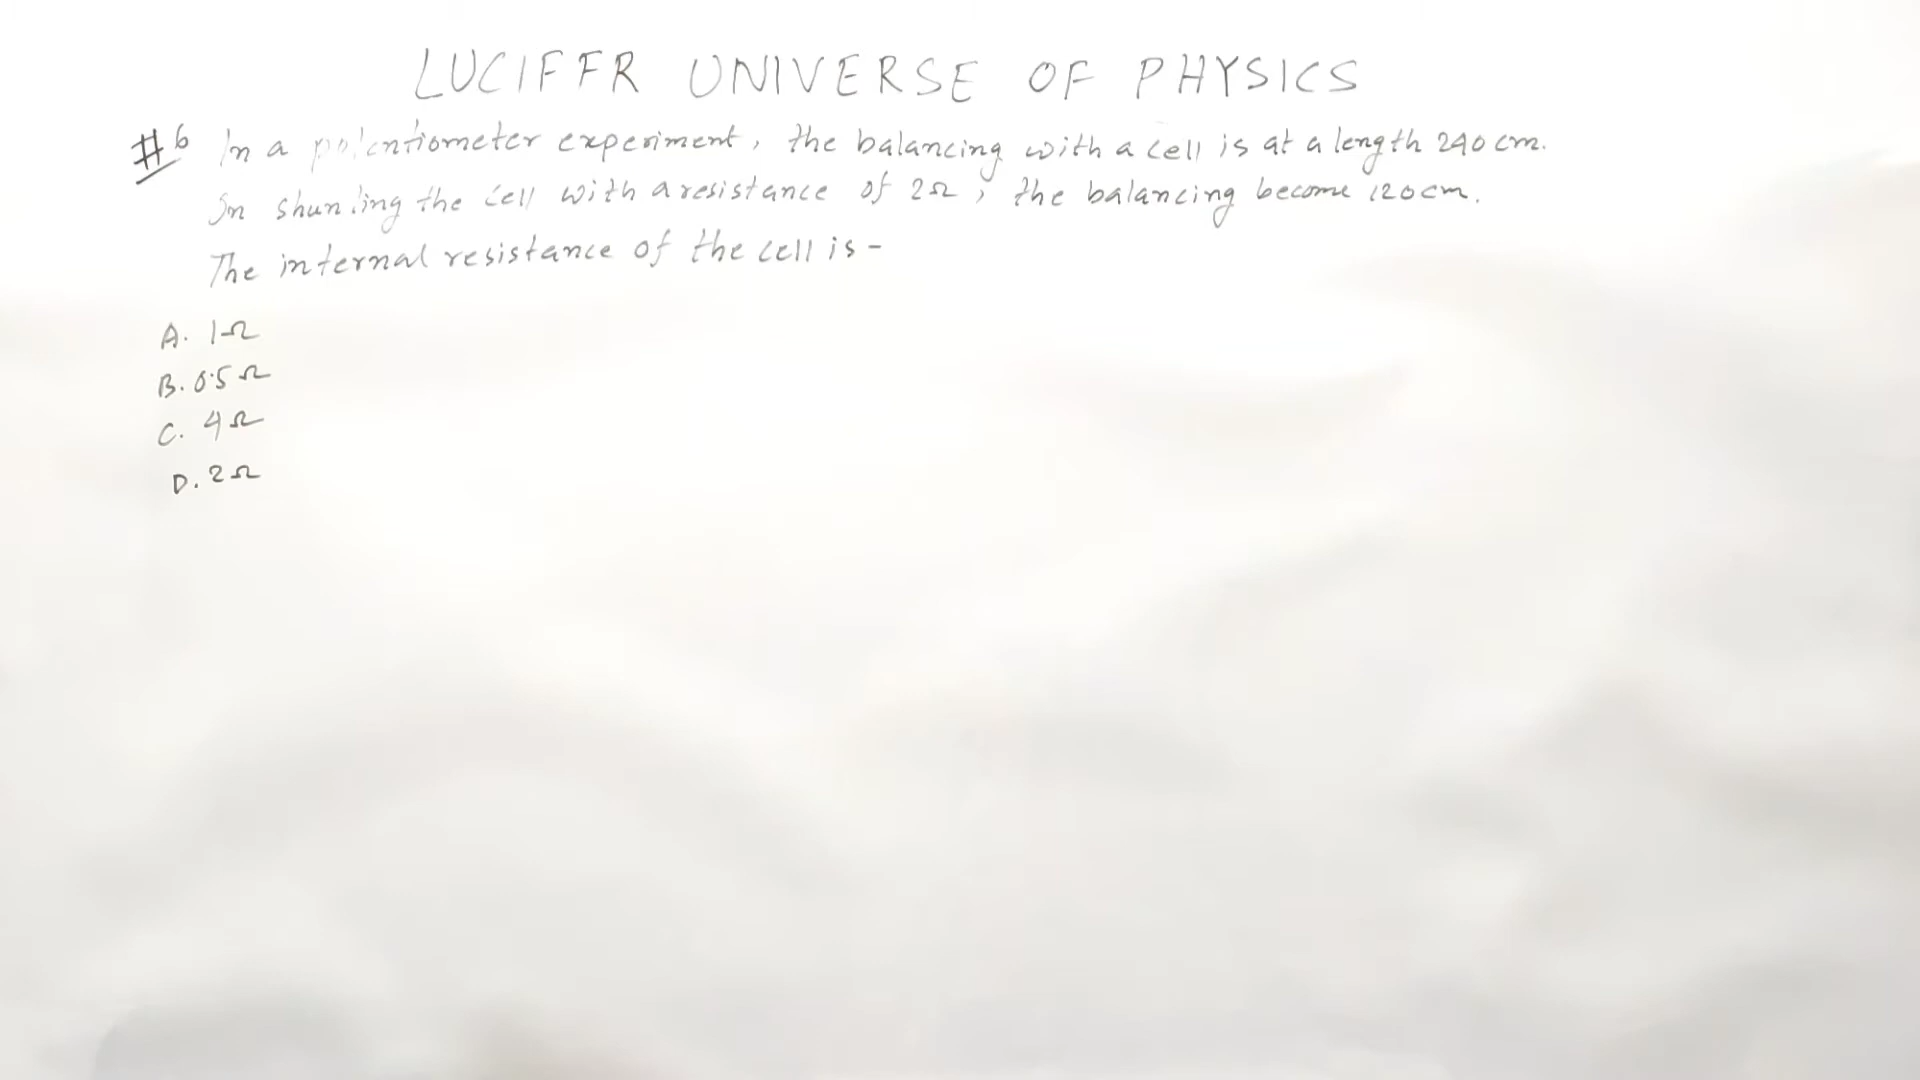 LUCIFFR UNIVERSE OF PHYSICS
#6 In a potentiometer experiment, the balancing with a cell is at a length 240 cm.
On shunting the cell with a resistance of 2Ω, the balancing become 120cm.
The internal resistance of the cell is -
A. 1Ω
B. 0.5Ω
C. 4Ω
D. 2Ω